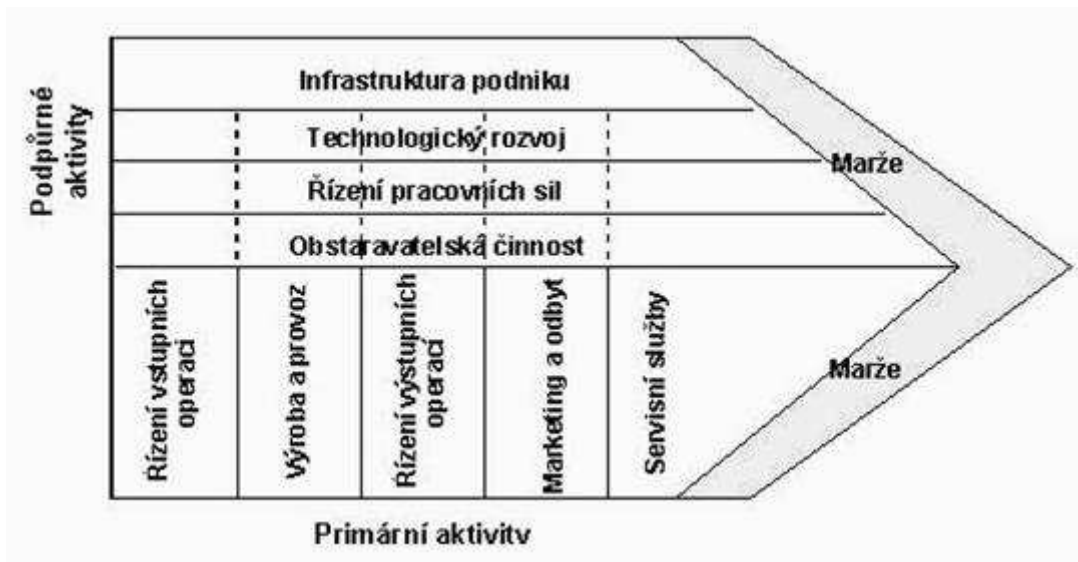 Podpůrné
aktivity
Infrastruktura podniku
Technologický rozvoj
Řízení pracovních sil
Obstaravatelská činnost
Marže
Marže
Řízení vstupních
operaci
Výroba a provoz
Řízení výstupních
operací
Marketing a odbyt
Servisní služby
Primární aktivity